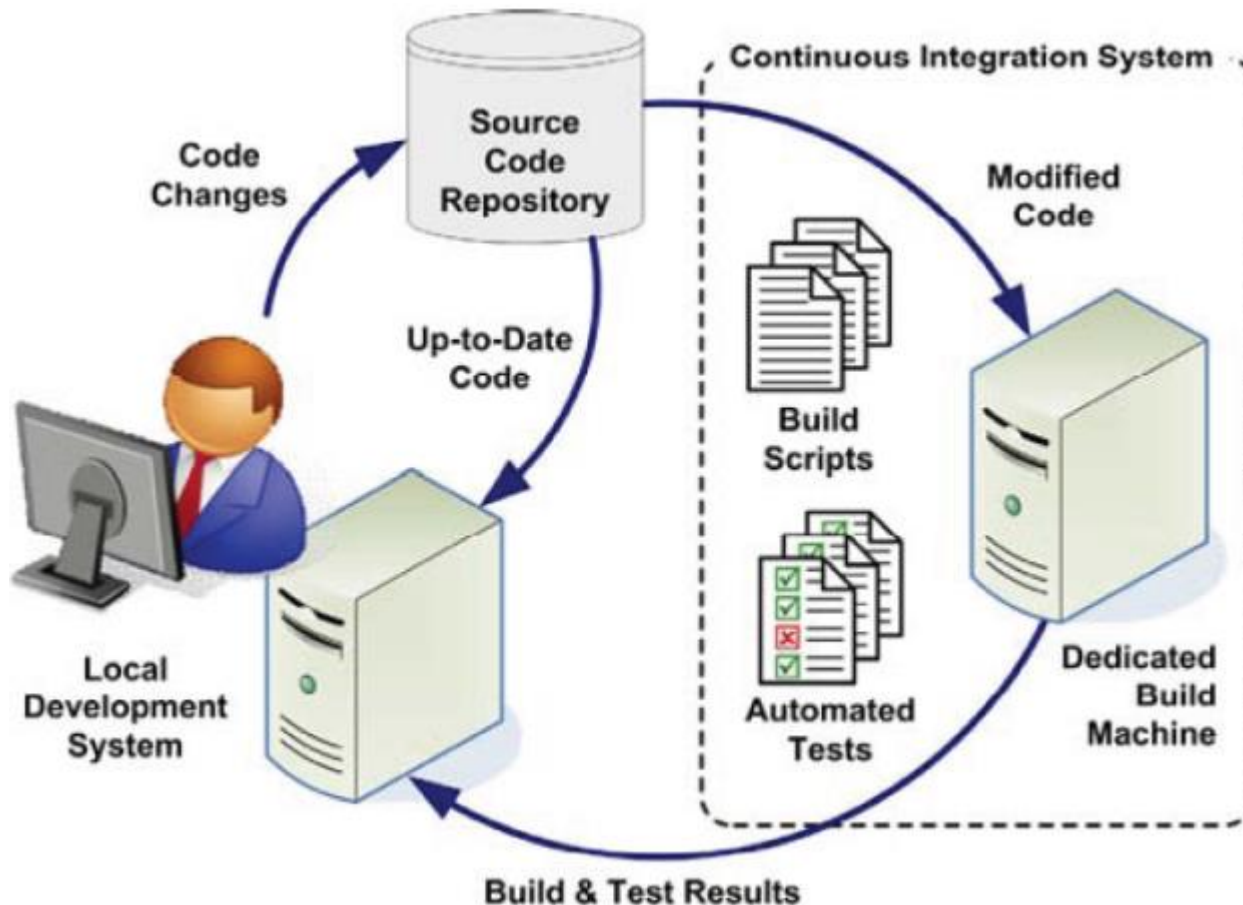 Continuous Integration System
Source
Code
Repository
Code
Changes
Modified
Code
Up-to-Date
Code
Build
Scripts
Local
Development
System
Automated
Tests
Dedicated
Build
Machine
Build & Test Results